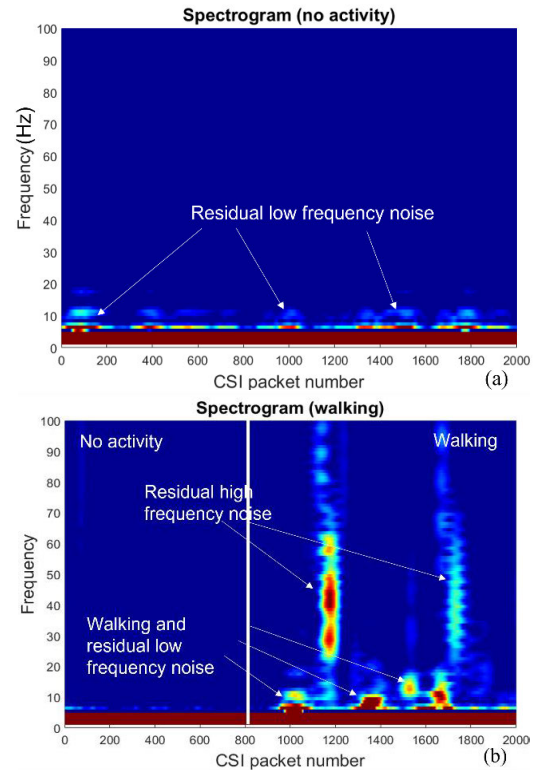 Spectrogram (no activity)
100
90
80
70
60
50
40
30
20
10
0
Frequency (Hz)
Residual low frequency noise
0 200 400 600 800 1000 1200 1400 1600 1800 2000
CSI packet number
(a)
Spectrogram (walking)
100
90
80
70
60
50
40
30
20
10
0
Frequency
No activity
Walking
Residual high
frequency noise
Walking and
residual low
frequency noise
0 200 400 600 800 1000 1200 1400 1600 1800 2000
CSI packet number
(b)